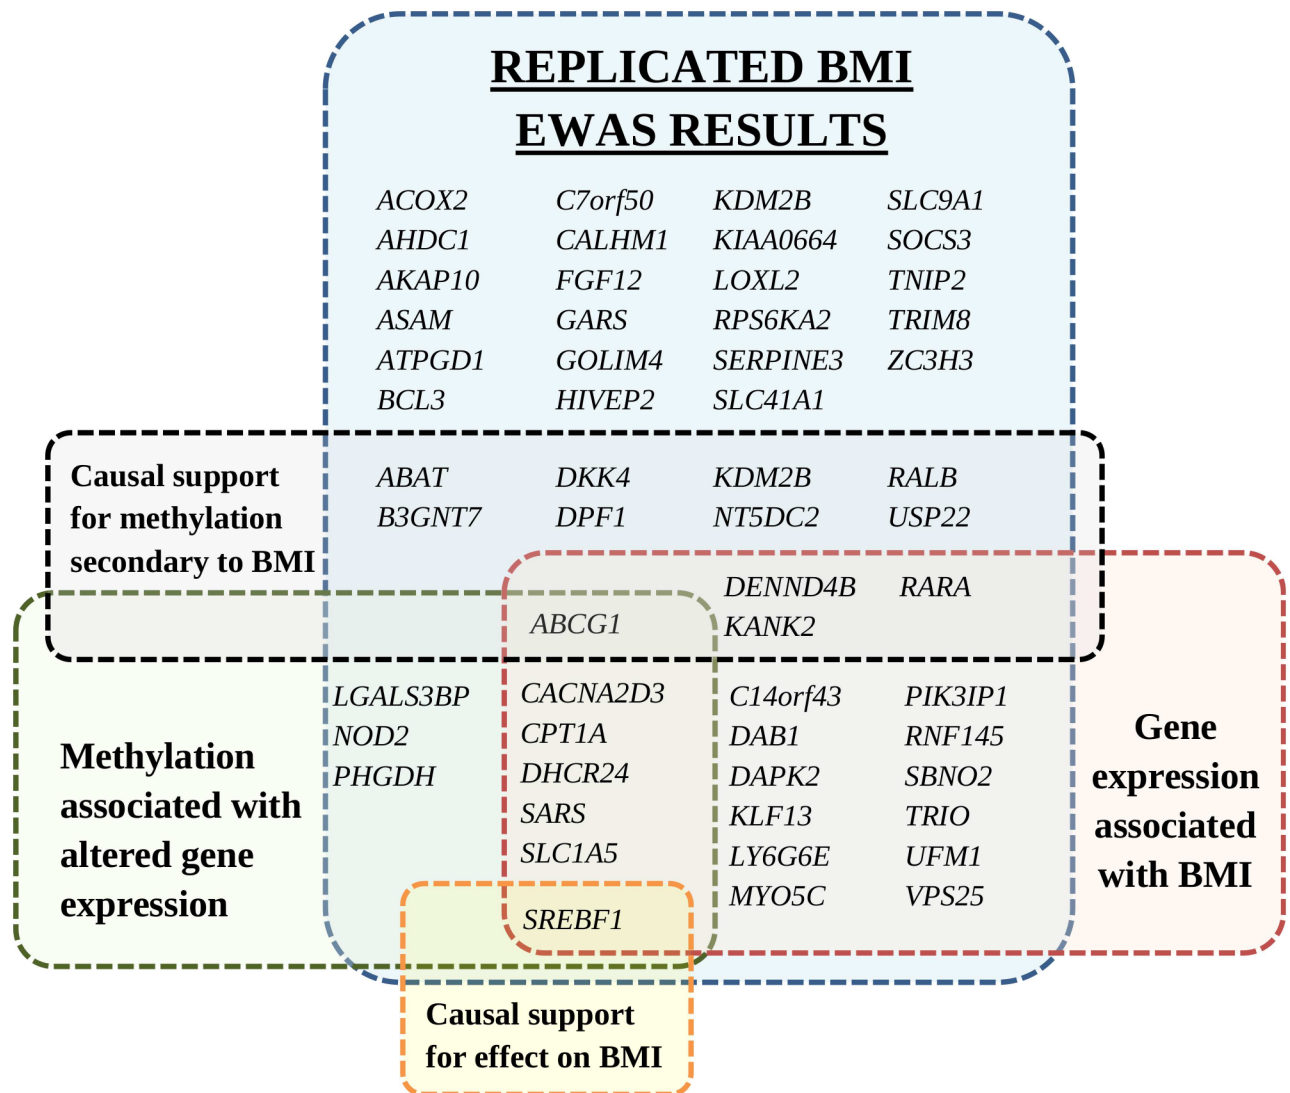 REPLICATED BMI
EWAS RESULTS
ACOX2 C7orf50 KDM2B SLC9A1
AHDC1 CALHM1 KIAA0664 SOCS3
AKAP10 FGF12 LOXL2 TNIP2
ASAM GARS RPS6KA2 TRIM8
ATPGD1 GOLIM4 SERPINE3 ZC3H3
BCL3 HIVEP2 SLC41A1
Causal support
for methylation
secondary to BMI
ABAT DKK4 KDM2B RALB
B3GNT7 DPF1 NT5DC2 USP22
DENND4B RARA
KANK2
ABCG1
LGALS3BP
NOD2
PHGDH
CACNA2D3
CPT1A
DHCR24
SARS
SLC1A5
C14orf43 PIK3IP1
DAB1 RNF145
DAPK2 SBNO2
KLF13 TRIO
LY6G6E UFM1
MYO5C VPS25
Methylation
associated with
altered gene
expression
Gene
expression
associated
with BMI
SREBF1
Causal support
for effect on BMI